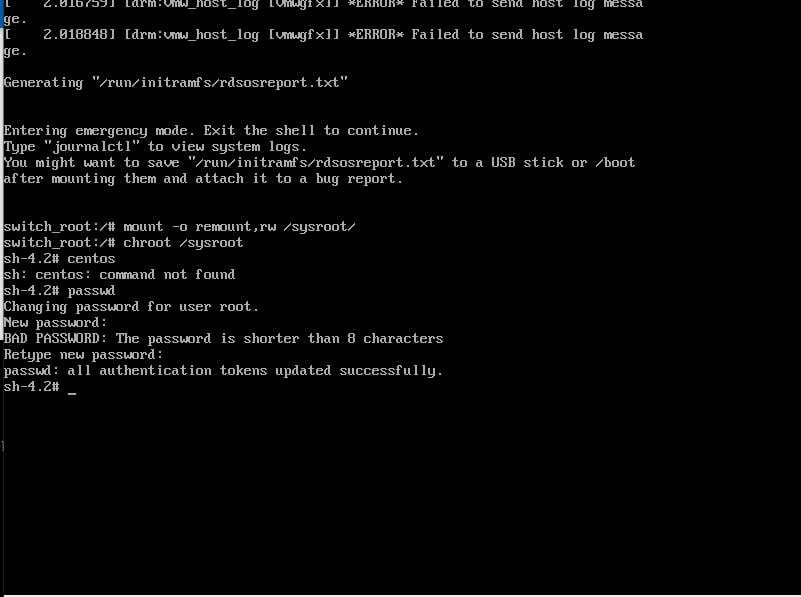 [    2.016759] [drm:vmw_host_log [vmwgfx]] *ERROR* Failed to send host log messa
ge.
[    2.018848] [drm:vmw_host_log [vmwgfx]] *ERROR* Failed to send host log messa
ge.
Generating "/run/initramfs/rdsosreport.txt"
Entering emergency mode. Exit the shell to continue.
Type "journalctl" to view system logs.
You might want to save "/run/initramfs/rdsosreport.txt" to a USB stick or /boot
after mounting them and attach it to a bug report.
switch_root:/# mount -o remount,rw /sysroot/
switch_root:/# chroot /sysroot
sh-4.2# centos
sh: centos: command not found
sh-4.2# passwd
Changing password for user root.
New password:
BAD PASSWORD: The password is shorter than 8 characters
Retype new password:
passwd: all authentication tokens updated successfully.
sh-4.2# _